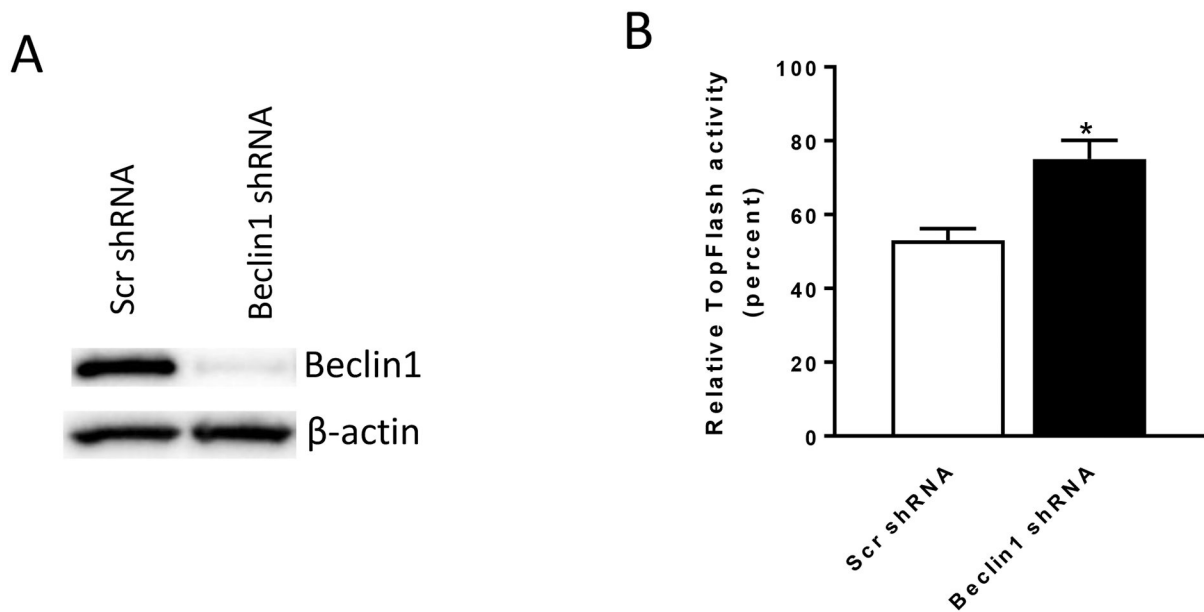 A
Scr shRNA
Beclin1 shRNA
Beclin1
β-actin
B
Relative TopFlash activity
(percent)
100
80
60
40
20
0
*
Scr shRNA
Beclin1 shRNA